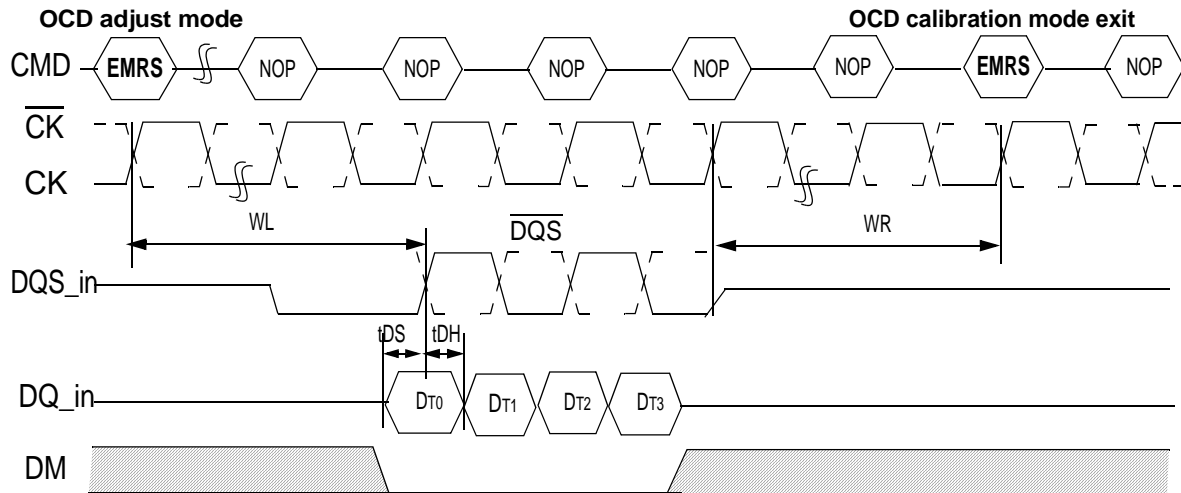 OCD adjust mode OCD calibration mode exit
CMD EMRS NOP NOP NOP NOP NOP EMRS NOP
CK
CK
WL DQS WR
DQS_in
tDS tDH
DQ_in DT0 DT1 DT2 DT3
DM